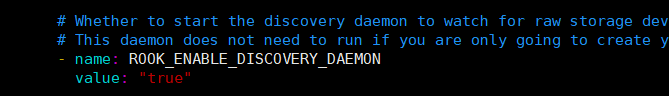 # Whether to start the discovery daemon to watch for raw storage dev
# This daemon does not need to run if you are only going to create y
- name: ROOK_ENABLE_DISCOVERY_DAEMON
value: "true"